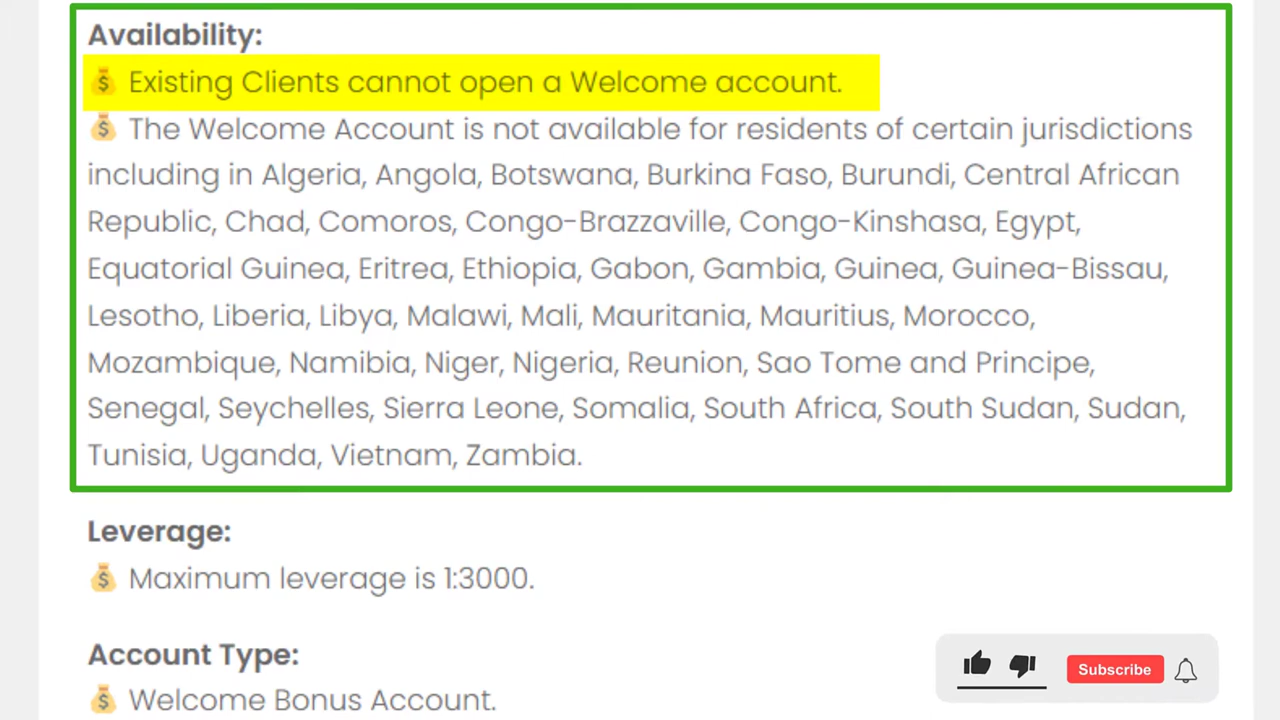 Availability:
💰 Existing Clients cannot open a Welcome account.
💰 The Welcome Account is not available for residents of certain jurisdictions
including in Algeria, Angola, Botswana, Burkina Faso, Burundi, Central African
Republic, Chad, Comoros, Congo-Brazzaville, Congo-Kinshasa, Egypt,
Equatorial Guinea, Eritrea, Ethiopia, Gabon, Gambia, Guinea, Guinea-Bissau,
Lesotho, Liberia, Libya, Malawi, Mali, Mauritania, Mauritius, Morocco,
Mozambique, Namibia, Niger, Nigeria, Reunion, Sao Tome and Principe,
Senegal, Seychelles, Sierra Leone, Somalia, South Africa, South Sudan, Sudan,
Tunisia, Uganda, Vietnam, Zambia.
Leverage:
💰 Maximum leverage is 1:3000.
Account Type:
💰 Welcome Bonus Account.
Subscribe